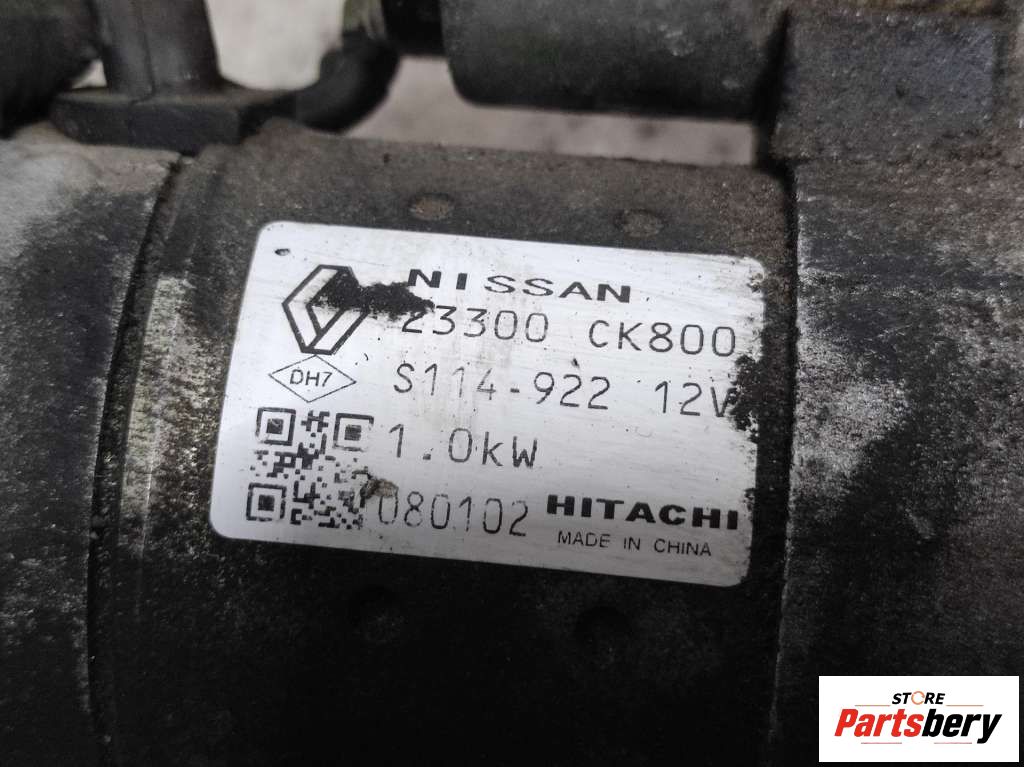 NISSAN
23300 CK800
DH7
S114-922 12V
1.0kW
080102 HITACHI
MADE IN CHINA
STORE
Partsbery